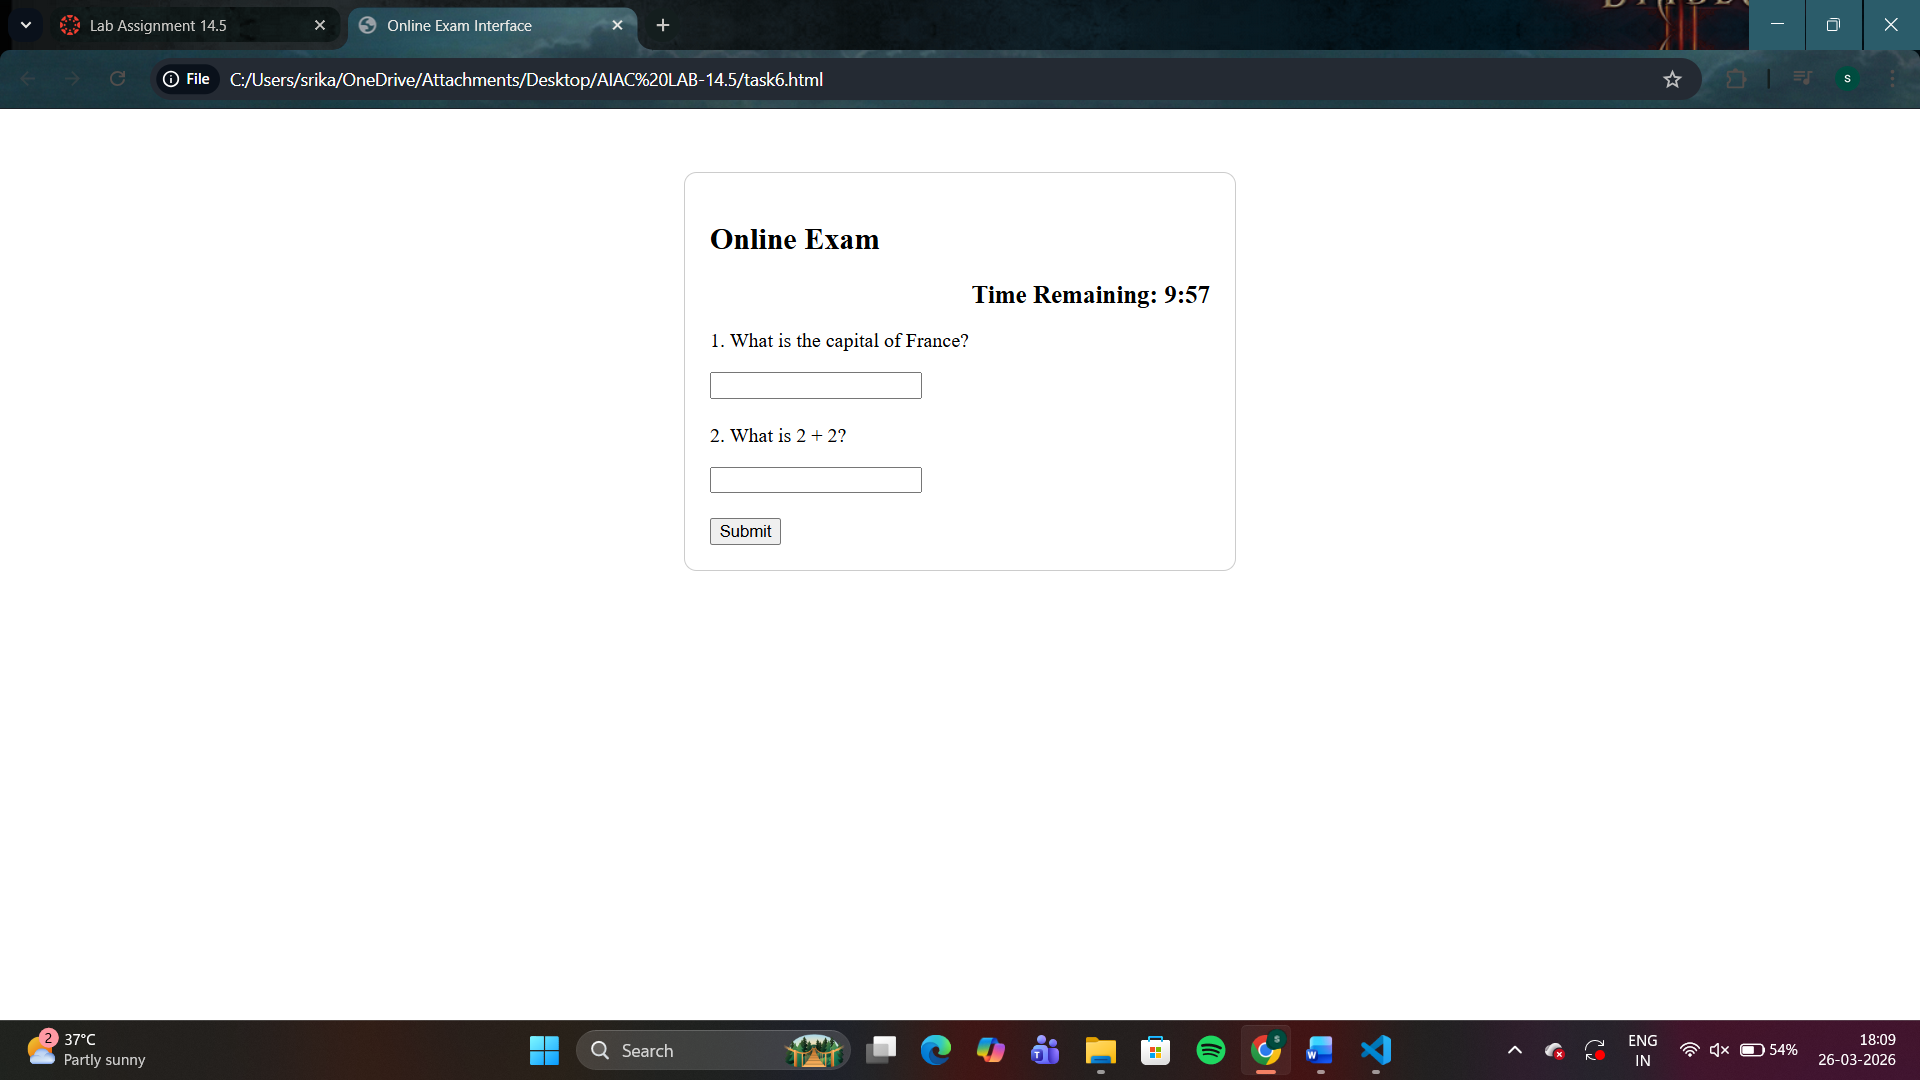 Lab Assignment 14.5
Online Exam Interface
File
C:/Users/srika/OneDrive/Attachments/Desktop/AIAC%20LAB-14.5/task6.html
s
Online Exam
Time Remaining: 9:57
1. What is the capital of France?
2. What is 2 + 2?
Submit
2
37°C
Partly sunny
Search
S
ENG
IN
54%
18:09
26-03-2026